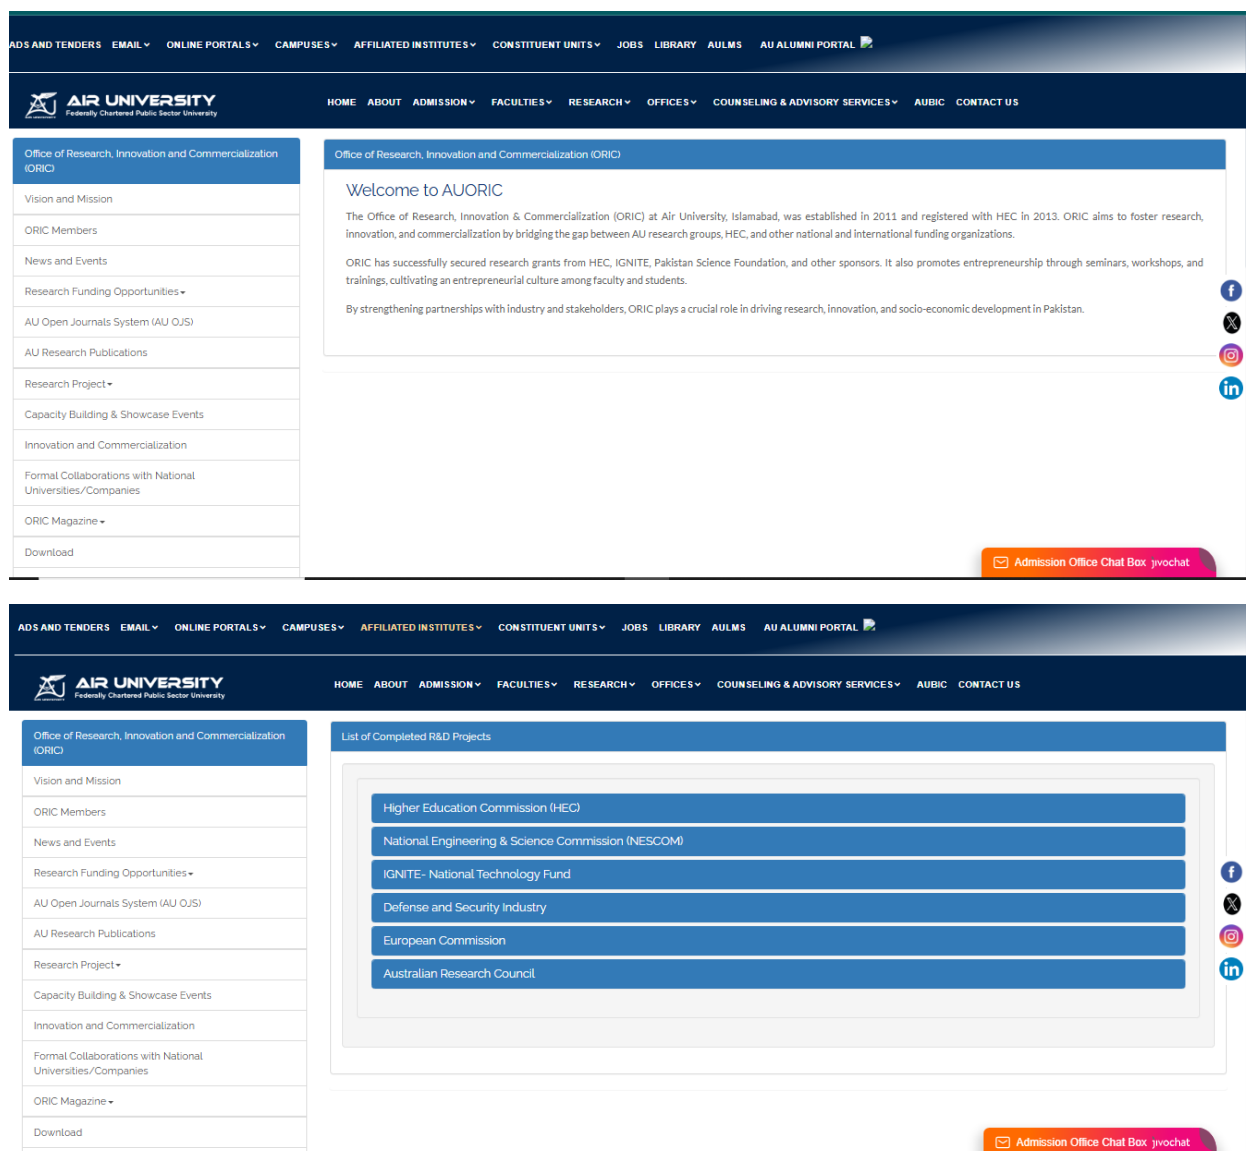 ADS AND TENDERS EMAIL ONLINE PORTALS CAMPUSES AFFILIATED INSTITUTES CONSTITUENT UNITS JOBS LIBRARY AULMS AU ALUMNI PORTAL
AIR UNIVERSITY
Federally Chartered Public Sector University
HOME ABOUT ADMISSION FACULTIES RESEARCH OFFICES COUNSELING & ADVISORY SERVICES AUBIC CONTACT US
Office of Research, Innovation and Commercialization
(ORIC)
Vision and Mission
ORIC Members
News and Events
Research Funding Opportunities
AU Open Journals System (AU OJS)
AU Research Publications
Research Project
Capacity Building & Showcase Events
Innovation and Commercialization
Formal Collaborations with National
Universities/Companies
ORIC Magazine
Download
Office of Research, Innovation and Commercialization (ORIC)
Welcome to AUORIC
The Office of Research, Innovation & Commercialization (ORIC) at Air University, Islamabad, was established in 2011 and registered with HEC in 2013. ORIC aims to foster research,
innovation, and commercialization by bridging the gap between AU research groups, HEC, and other national and international funding organizations.
ORIC has successfully secured research grants from HEC, IGNITE, Pakistan Science Foundation, and other sponsors. It also promotes entrepreneurship through seminars, workshops, and
trainings, cultivating an entrepreneurial culture among faculty and students.
By strengthening partnerships with industry and stakeholders, ORIC plays a crucial role in driving research, innovation, and socio-economic development in Pakistan.
Admission Office Chat Box jivochat
ADS AND TENDERS EMAIL ONLINE PORTALS CAMPUSES AFFILIATED INSTITUTES CONSTITUENT UNITS JOBS LIBRARY AULMS AU ALUMNI PORTAL
AIR UNIVERSITY
Federally Chartered Public Sector University
HOME ABOUT ADMISSION FACULTIES RESEARCH OFFICES COUNSELING & ADVISORY SERVICES AUBIC CONTACT US
Office of Research, Innovation and Commercialization
(ORIC)
Vision and Mission
ORIC Members
News and Events
Research Funding Opportunities
AU Open Journals System (AU OJS)
AU Research Publications
Research Project
Capacity Building & Showcase Events
Innovation and Commercialization
Formal Collaborations with National
Universities/Companies
ORIC Magazine
Download
List of Completed R&D Projects
Higher Education Commission (HEC)
National Engineering & Science Commission (NESCOM)
IGNITE- National Technology Fund
Defense and Security Industry
European Commission
Australian Research Council
Admission Office Chat Box jivochat